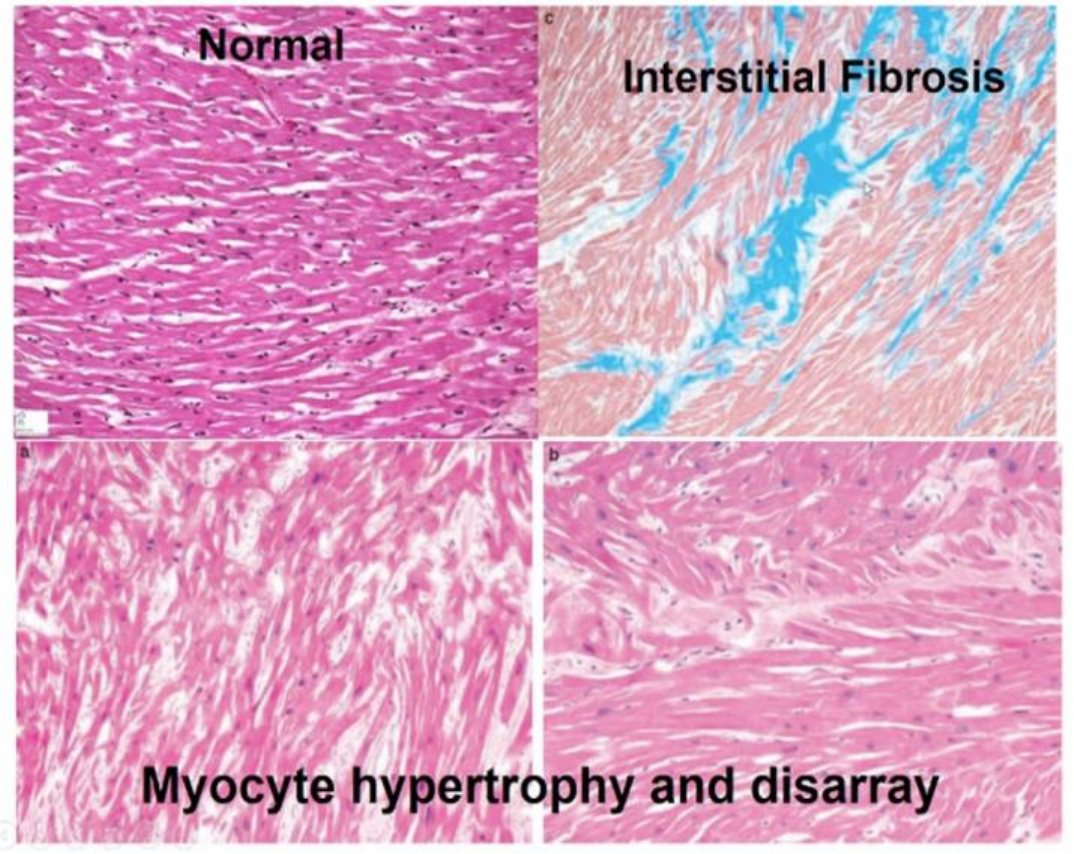 Normal
c
Interstitial Fibrosis
a
b
Myocyte hypertrophy and disarray